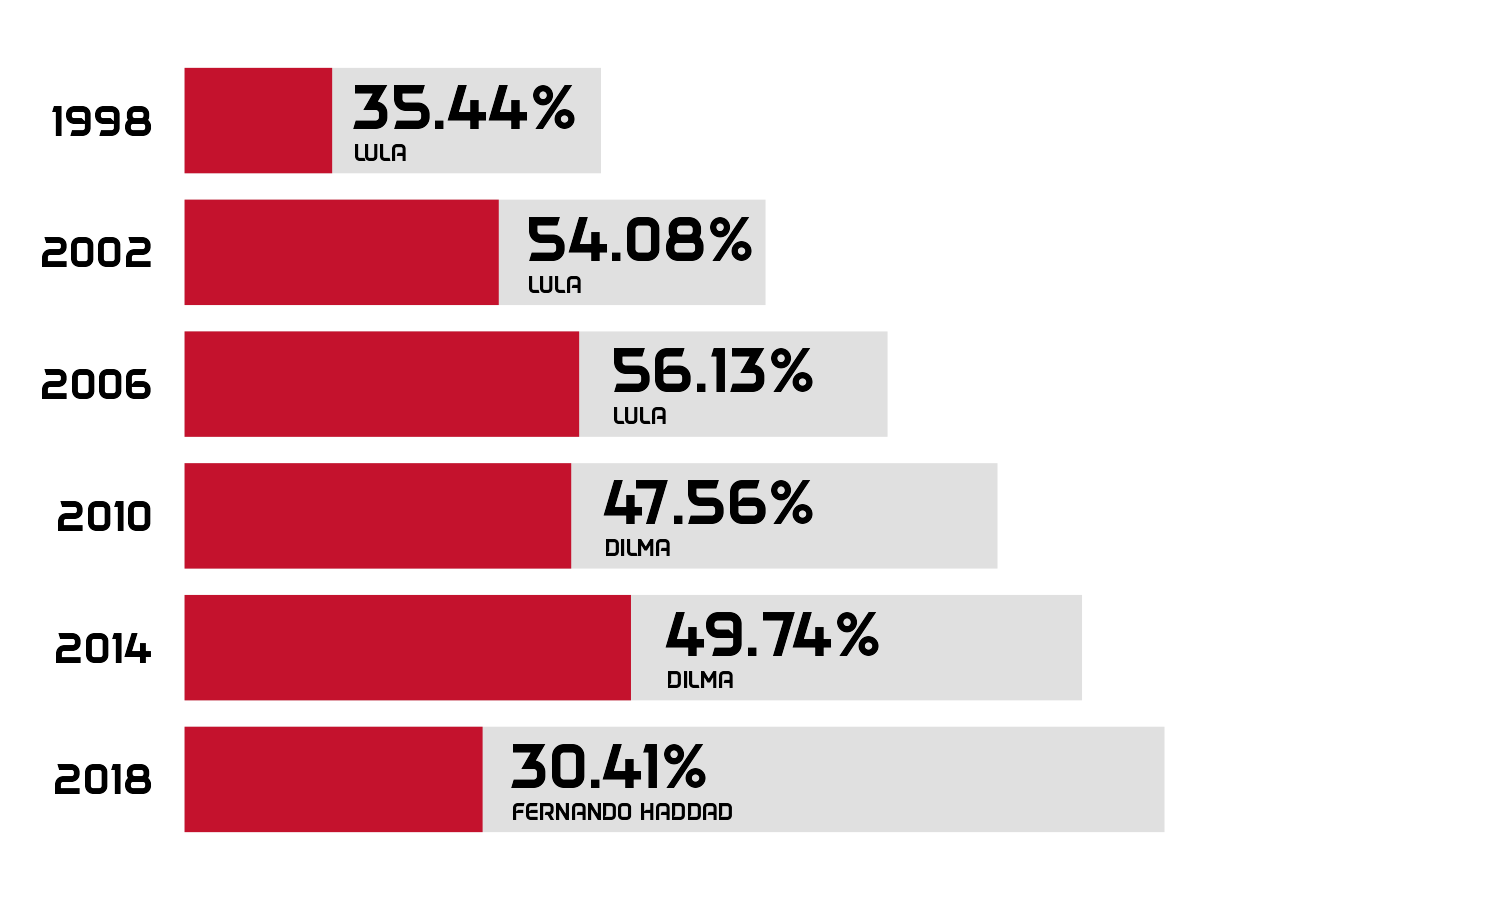 1998
35.44%
LULA
2002
54.08%
LULA
2006
56.13%
LULA
2010
47.56%
DILMA
2014
49.74%
DILMA
2018
30.41%
FERNANDO HADDAD